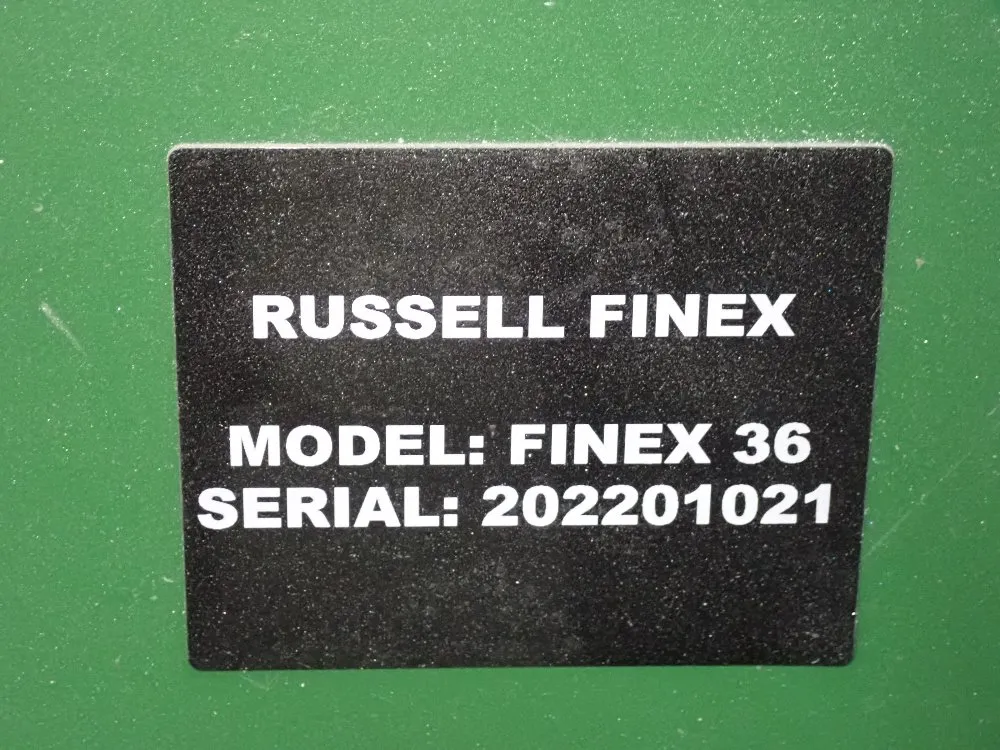 RUSSELL FINEX
MODEL: FINEX 36
SERIAL: 202201021